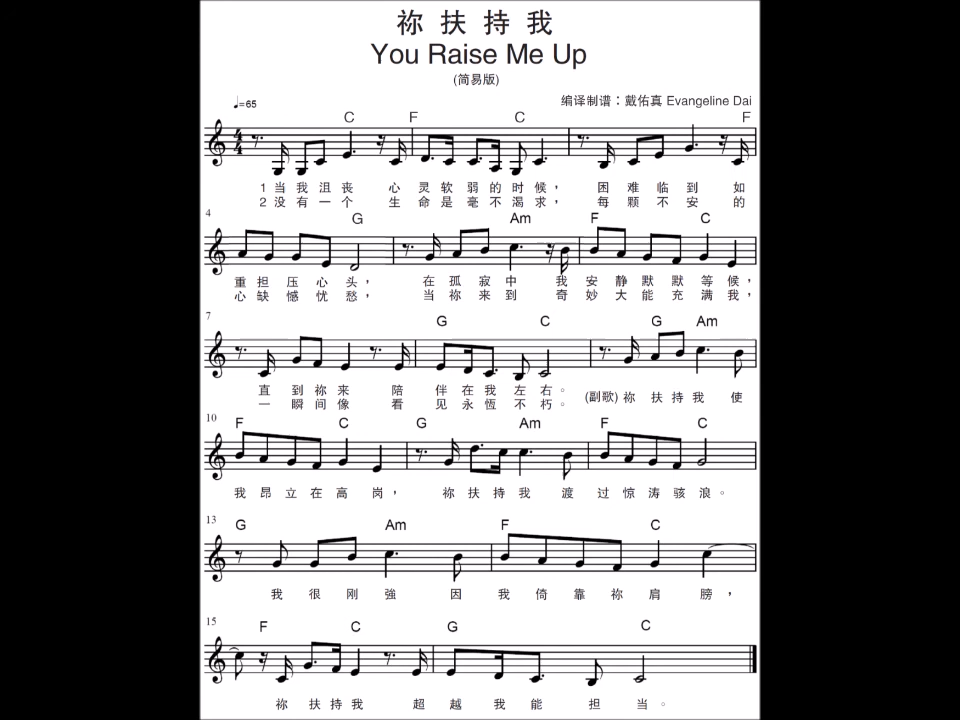 祢扶持我
You Raise Me Up
(简易版)
♩=65
编译制谱：戴佑真 Evangeline Dai
C F C F
1 当我沮丧 心灵软弱的时候， 困难临到 如
2 没有一个 生命是毫不渴求， 每颗不安的
4 G Am F C
重担压心头， 在孤寂中 我安静默默等候，
心缺憾忧愁， 当祢来到 奇妙大能充满我，
7 G C G Am
直到祢来 陪伴在我左右。
一瞬间像 看见永恆不朽。
(副歌) 祢扶持我 使
10 F C G Am F C
我昂立在高岗， 祢扶持我 渡过惊涛骇浪。
13 G Am F C
我很刚強 因我倚靠祢肩膀，
15 F C G C
祢扶持我 超越我能担当。